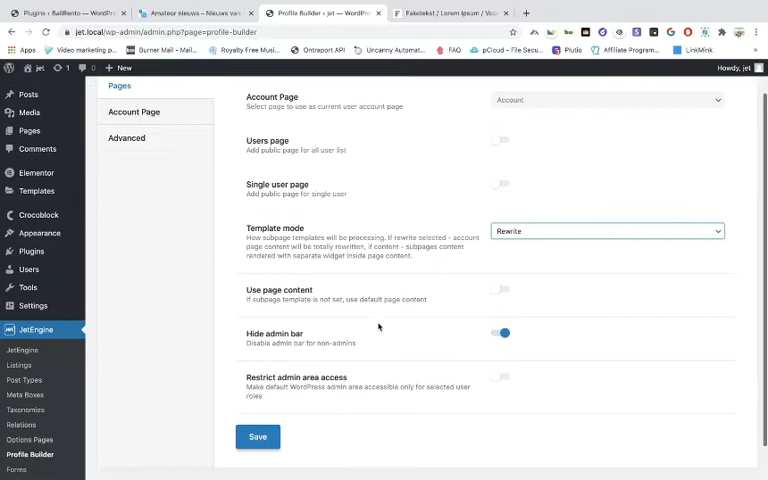 Plugins ‹ BaliRento — WordPr
Amateur nieuws – Nieuws van
Profile Builder ‹ jet — WordPre
Faketekst / Lorem Ipsum / Voo
jet.local/wp-admin/admin.php?page=profile-builder
Apps
Video marketing p...
Burner Mail - Mail...
Royalty Free Musi...
Ontraport API
Uncanny Automat...
FAQ
pCloud - File Secu...
Plutio
Affiliate Program...
LinkMink
jet
1
0
+ New
Howdy, jet
Posts
Media
Pages
Comments
Elementor
Templates
Crocoblock
Appearance
Plugins
Users
Tools
Settings
JetEngine
JetEngine
Listings
Post Types
Meta Boxes
Taxonomies
Relations
Options Pages
Profile Builder
Forms
Pages
Account Page
Advanced
Account Page
Select page to use as current user account page
Account
Users page
Add public page for all user list
Single user page
Add public page for single user
Template mode
How subpage templates will be processing. If rewrite selected - account
page content will be totally rewritten, if content - subpages content
rendered with separate widget inside page content.
Rewrite
Use page content
If subpage template is not set, use default page content
Hide admin bar
Disable admin bar for non-admins
Restrict admin area access
Make default WordPress admin area accessible only for selected user
roles
Save